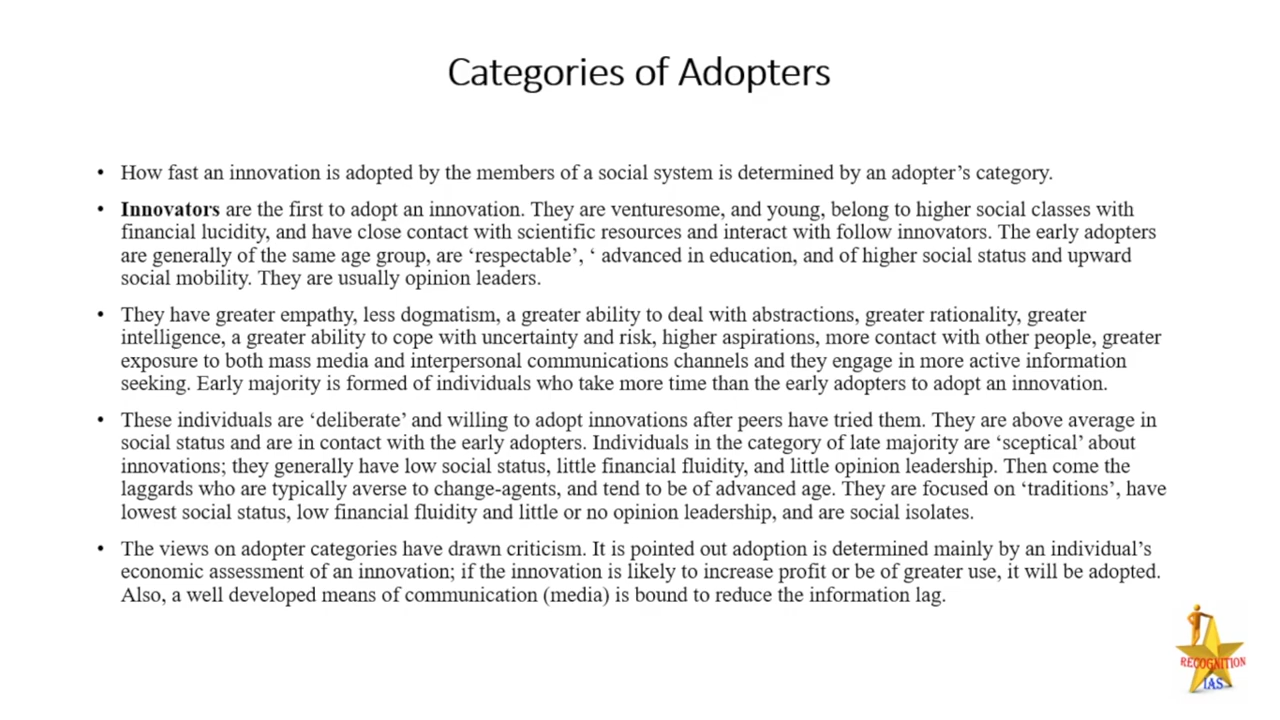 Categories of Adopters
• How fast an innovation is adopted by the members of a social system is determined by an adopter’s category.
• Innovators are the first to adopt an innovation. They are venturesome, and young, belong to higher social classes with
financial lucidity, and have close contact with scientific resources and interact with follow innovators. The early adopters
are generally of the same age group, are ‘respectable’, ‘ advanced in education, and of higher social status and upward
social mobility. They are usually opinion leaders.
• They have greater empathy, less dogmatism, a greater ability to deal with abstractions, greater rationality, greater
intelligence, a greater ability to cope with uncertainty and risk, higher aspirations, more contact with other people, greater
exposure to both mass media and interpersonal communications channels and they engage in more active information
seeking. Early majority is formed of individuals who take more time than the early adopters to adopt an innovation.
• These individuals are ‘deliberate’ and willing to adopt innovations after peers have tried them. They are above average in
social status and are in contact with the early adopters. Individuals in the category of late majority are ‘sceptical’ about
innovations; they generally have low social status, little financial fluidity, and little opinion leadership. Then come the
laggards who are typically averse to change-agents, and tend to be of advanced age. They are focused on ‘traditions’, have
lowest social status, low financial fluidity and little or no opinion leadership, and are social isolates.
• The views on adopter categories have drawn criticism. It is pointed out adoption is determined mainly by an individual’s
economic assessment of an innovation; if the innovation is likely to increase profit or be of greater use, it will be adopted.
Also, a well developed means of communication (media) is bound to reduce the information lag.
RECOGNITION
IAS